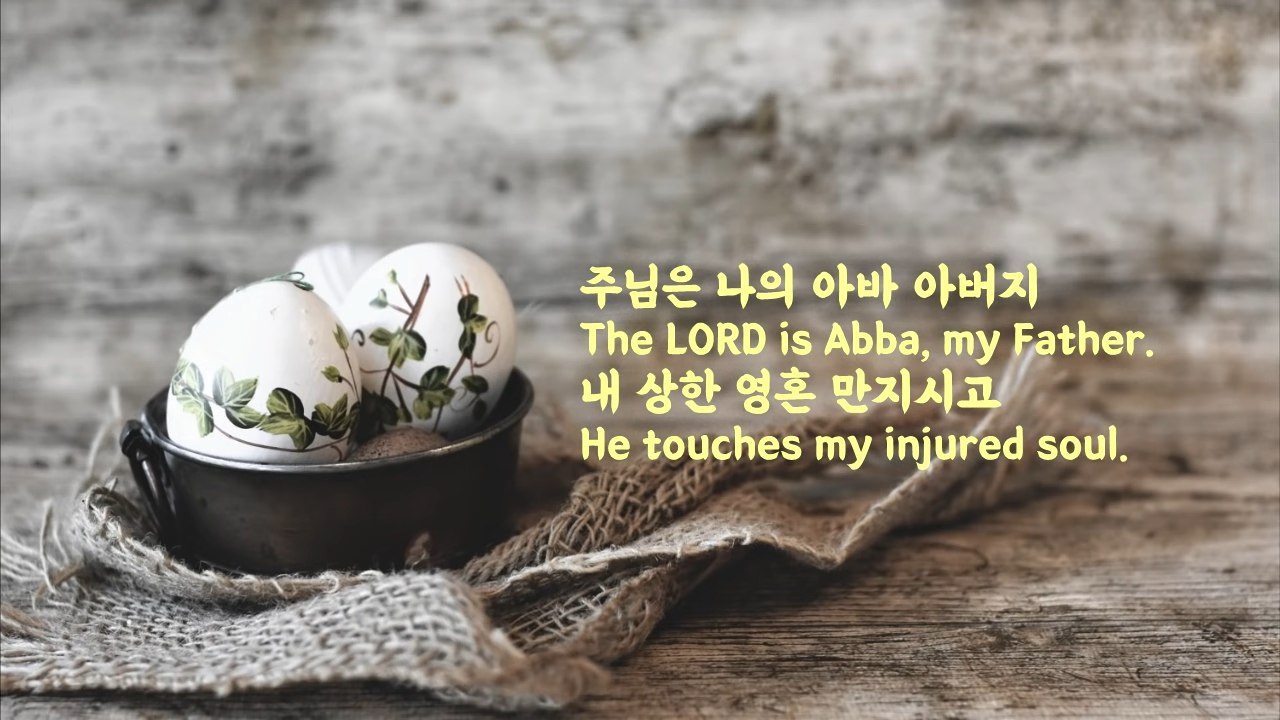 주님은 나의 아바 아버지
The LORD is Abba, my Father.
내 상한 영혼 만지시고
He touches my injured soul.